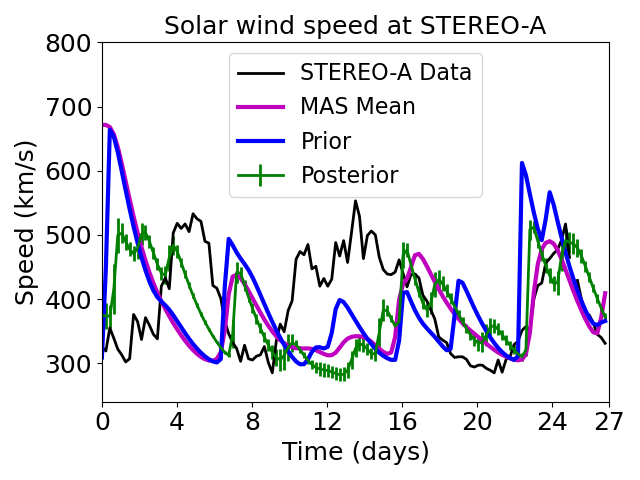 Solar wind speed at STEREO-A
800
700
600
500
400
300
Speed (km/s)
STEREO-A Data
MAS Mean
Prior
Posterior
0 4 8 12 16 20 24 27
Time (days)